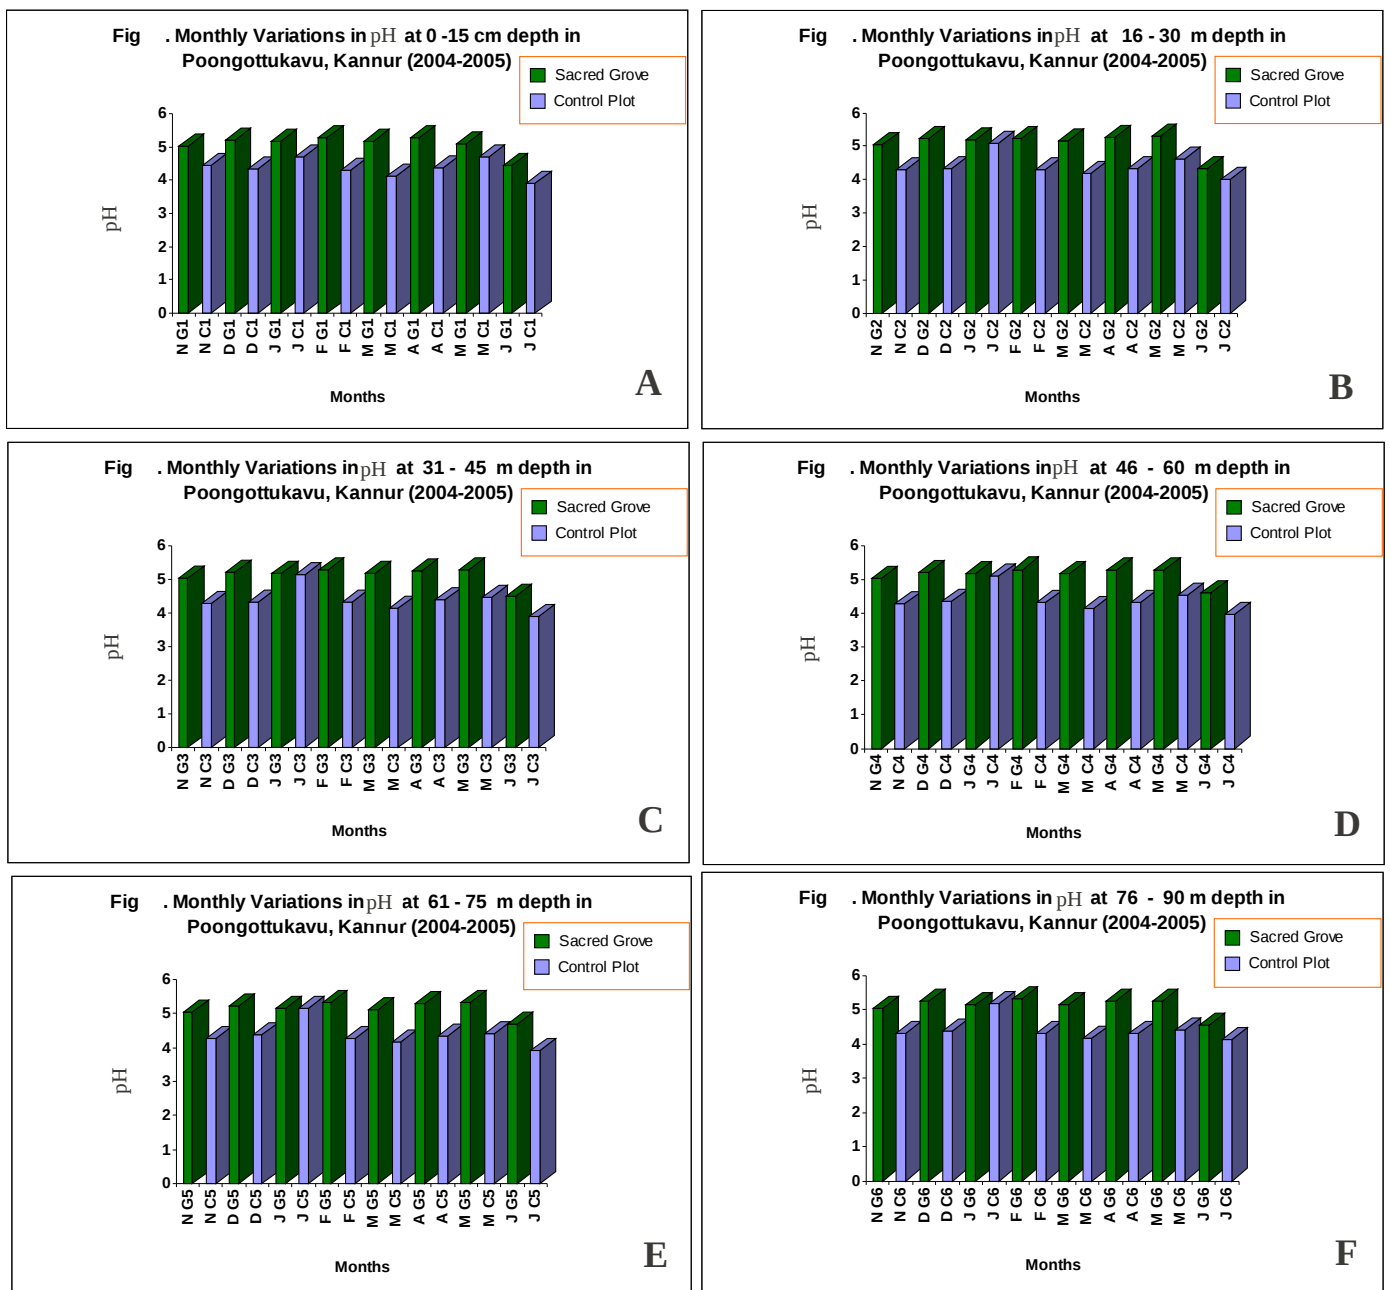 Fig . Monthly Variations in pH at 0 -15 cm depth in
Poongottukavu, Kannur (2004-2005)
Sacred Grove
Control Plot
6
5
4
3
2
1
0
pH
N G1
N C1
D G1
D C1
J G1
J C1
F G1
F C1
M G1
M C1
A G1
A C1
M G1
M C1
J G1
J C1
Months
A
Fig . Monthly Variations in pH at 16 - 30 m depth in
Poongottukavu, Kannur (2004-2005)
Sacred Grove
Control Plot
6
5
4
3
2
1
0
pH
N G2
N C2
D G2
D C2
J G2
J C2
F G2
F C2
M G2
M C2
A G2
A C2
M G2
M C2
J G2
J C2
Months
B
Fig . Monthly Variations in pH at 31 - 45 m depth in
Poongottukavu, Kannur (2004-2005)
Sacred Grove
Control Plot
6
5
4
3
2
1
0
pH
N G3
N C3
D G3
D C3
J G3
J C3
F G3
F C3
M G3
M C3
A G3
A C3
M G3
M C3
J G3
J C3
Months
C
Fig . Monthly Variations in pH at 46 - 60 m depth in
Poongottukavu, Kannur (2004-2005)
Sacred Grove
Control Plot
6
5
4
3
2
1
0
pH
N G4
N C4
D G4
D C4
J G4
J C4
F G4
F C4
M G4
M C4
A G4
A C4
M G4
M C4
J G4
J C4
Months
D
Fig . Monthly Variations in pH at 61 - 75 m depth in
Poongottukavu, Kannur (2004-2005)
Sacred Grove
Control Plot
6
5
4
3
2
1
0
pH
N G5
N C5
D G5
D C5
J G5
J C5
F G5
F C5
M G5
M C5
A G5
A C5
M G5
M C5
J G5
J C5
Months
E
Fig . Monthly Variations in pH at 76 - 90 m depth in
Poongottukavu, Kannur (2004-2005)
Sacred Grove
Control Plot
6
5
4
3
2
1
0
pH
N G6
N C6
D G6
D C6
J G6
J C6
F G6
F C6
M G6
M C6
A G6
A C6
M G6
M C6
J G6
J C6
Months
F